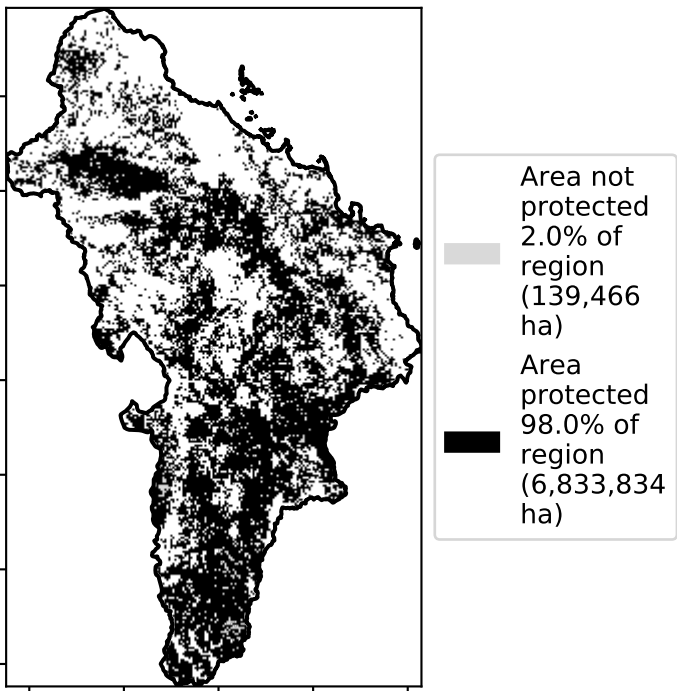 Area not
protected
2.0% of
region
(139,466
ha)
Area
protected
98.0% of
region
(6,833,834
ha)